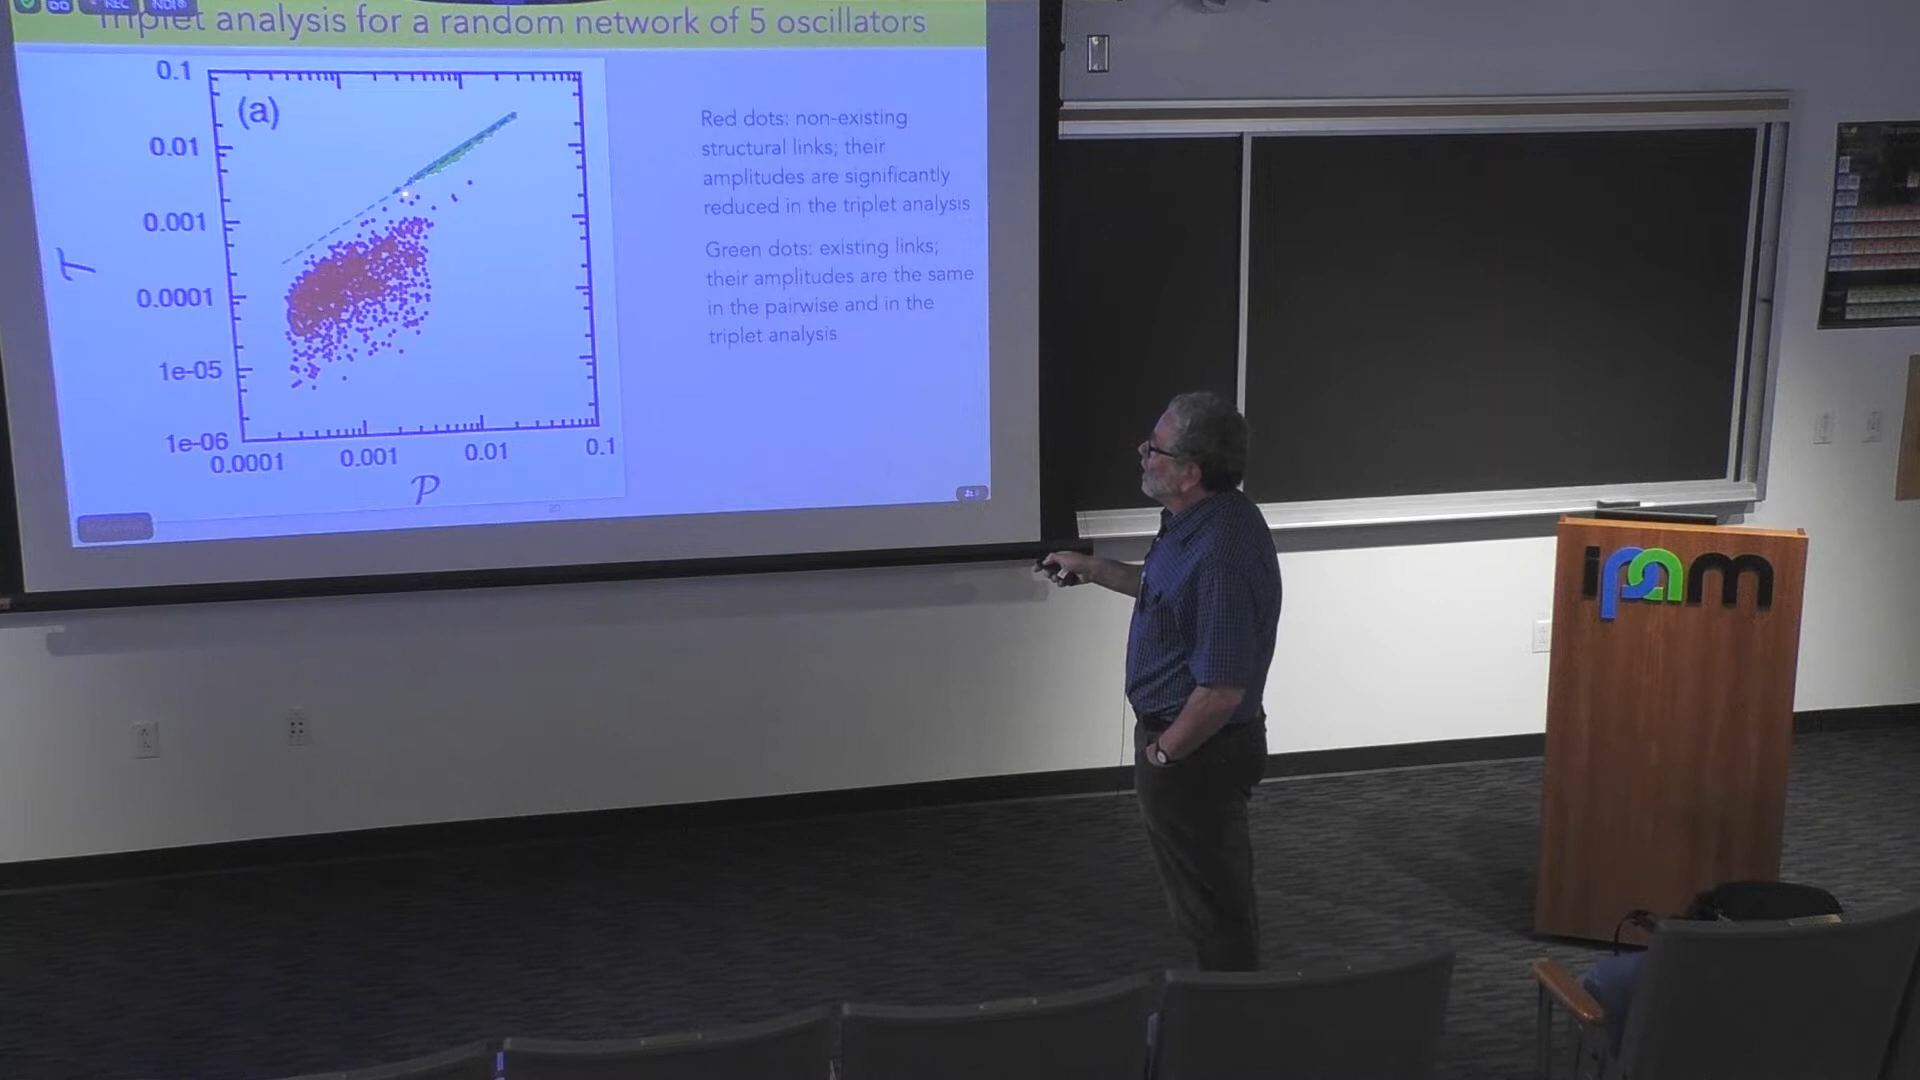 REC
Triplet analysis for a random network of 5 oscillators
(a)
0.1
0.01
0.001
0.0001
1e-05
1e-06
T
0.0001
0.001
0.01
0.1
P
Red dots: non-existing
structural links; their
amplitudes are significantly
reduced in the triplet analysis
Green dots: existing links;
their amplitudes are the same
in the pairwise and in the
triplet analysis
ipam